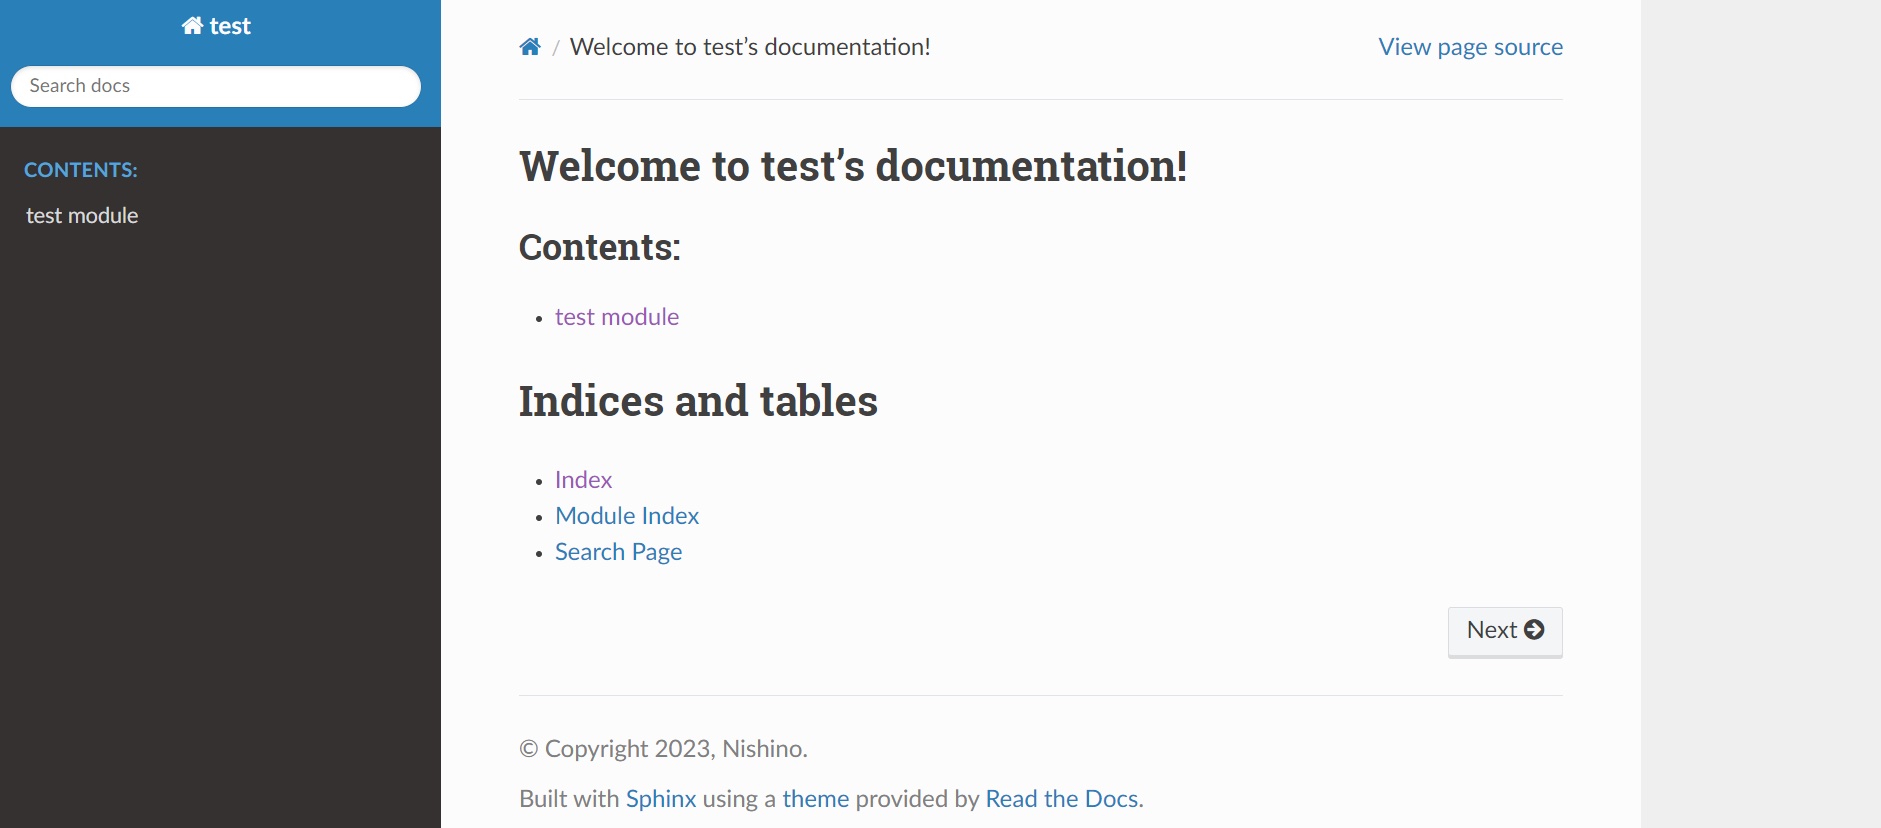 test
Search docs
CONTENTS:
test module
/ Welcome to test’s documentation!
View page source
Welcome to test’s documentation!
Contents:
• test module
Indices and tables
• Index
• Module Index
• Search Page
Next
© Copyright 2023, Nishino.
Built with Sphinx using a theme provided by Read the Docs.